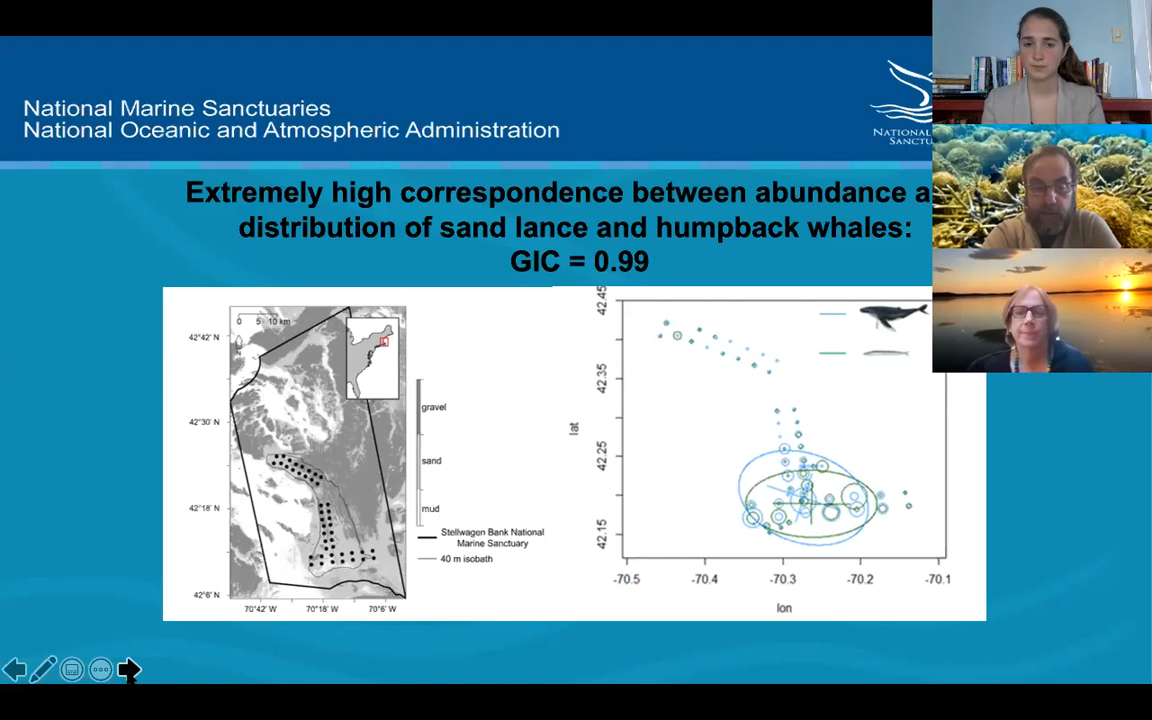 National Marine Sanctuaries
National Oceanic and Atmospheric Administration
NATIONAL
Extremely high correspondence between abundance
distribution of sand lance and humpback whales:
GIC = 0.99
0 5 10 km
42°42' N
42°30' N
42°18' N
42°6' N
70°42' W 70°18' W 70°6' W
gravel
sand
mud
Stellwagen Bank National
Marine Sanctuary
40 m isobath
lat
42.45
42.35
42.25
42.15
-70.5 -70.4 -70.3 -70.2 -70.1
lon